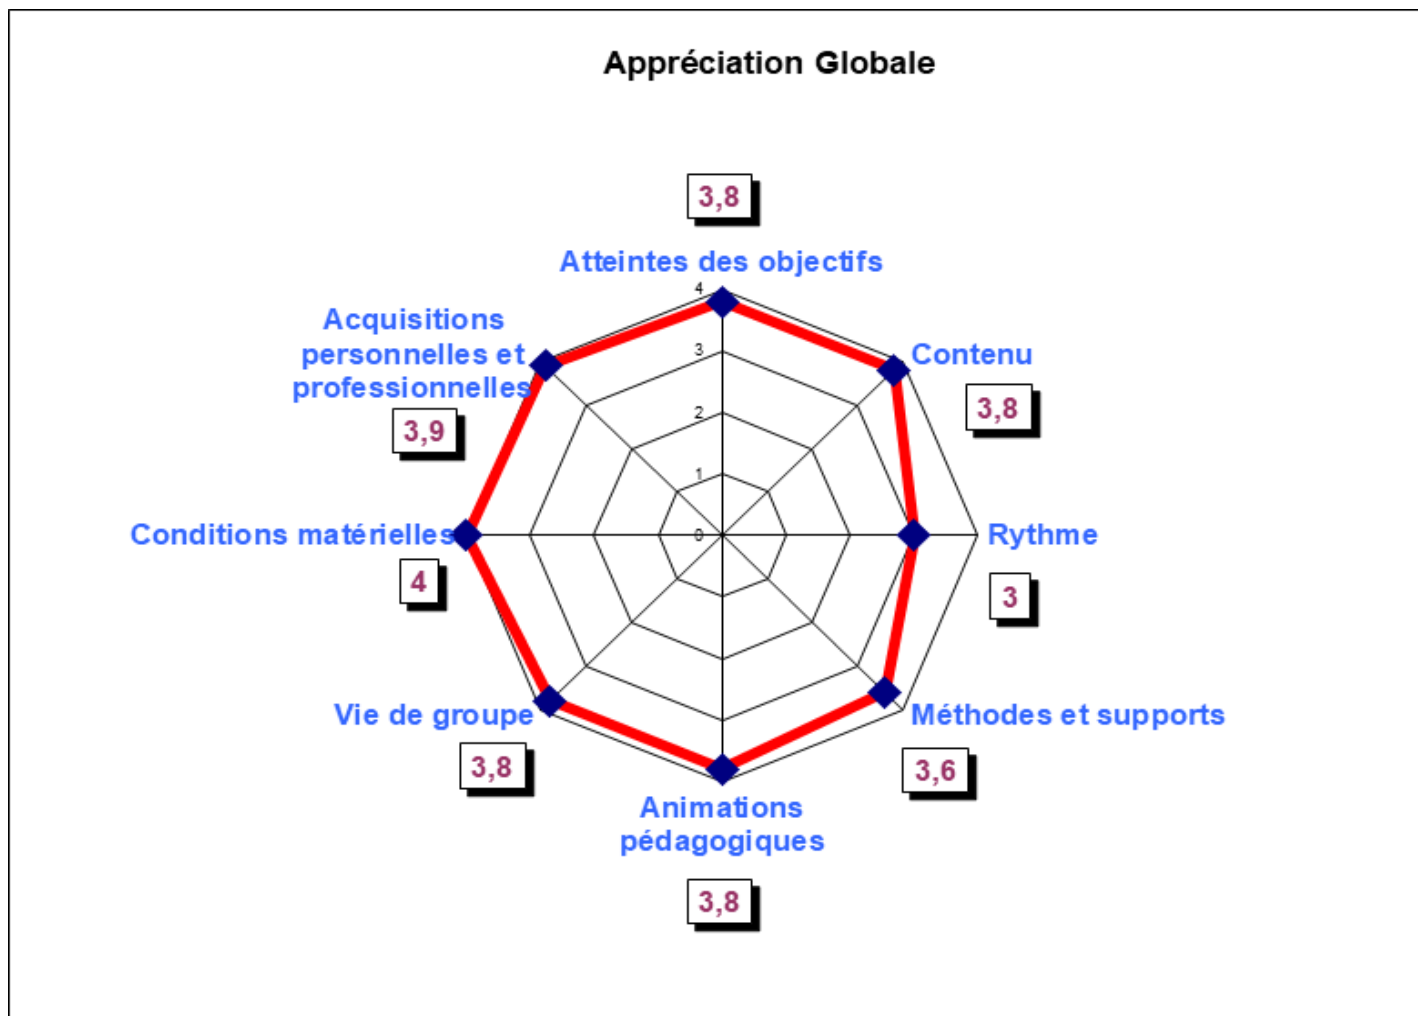 Appréciation Globale
3,8
Atteintes des objectifs
4
3
2
1
0
Contenu
3,8
Rythme
3
Méthodes et supports
3,6
Animations
pédagogiques
3,8
Vie de groupe
3,8
Conditions matérielles
4
Acquisitions
personnelles et
professionnelles
3,9